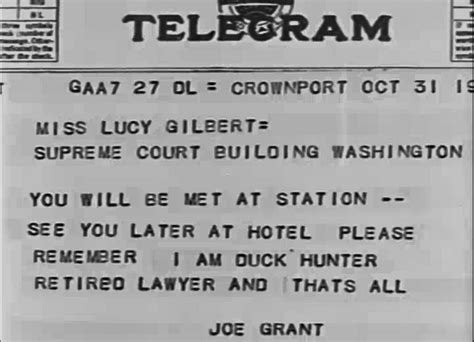 TELEGRAM
GAA7 27 DL = CROWNPORT OCT 31 19
MISS LUCY GILBERT=
SUPREME COURT BUILDING WASHINGTON
YOU WILL BE MET AT STATION --
SEE YOU LATER AT HOTEL PLEASE
REMEMBER I AM DUCK HUNTER
RETIRED LAWYER AND THATS ALL
JOE GRANT